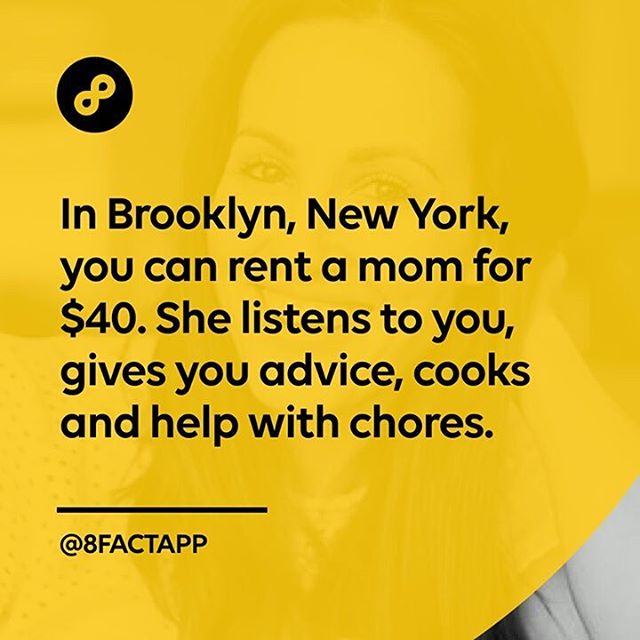 In Brooklyn, New York,
you can rent a mom for
$40. She listens to you,
gives you advice, cooks
and help with chores.
@8FACTAPP